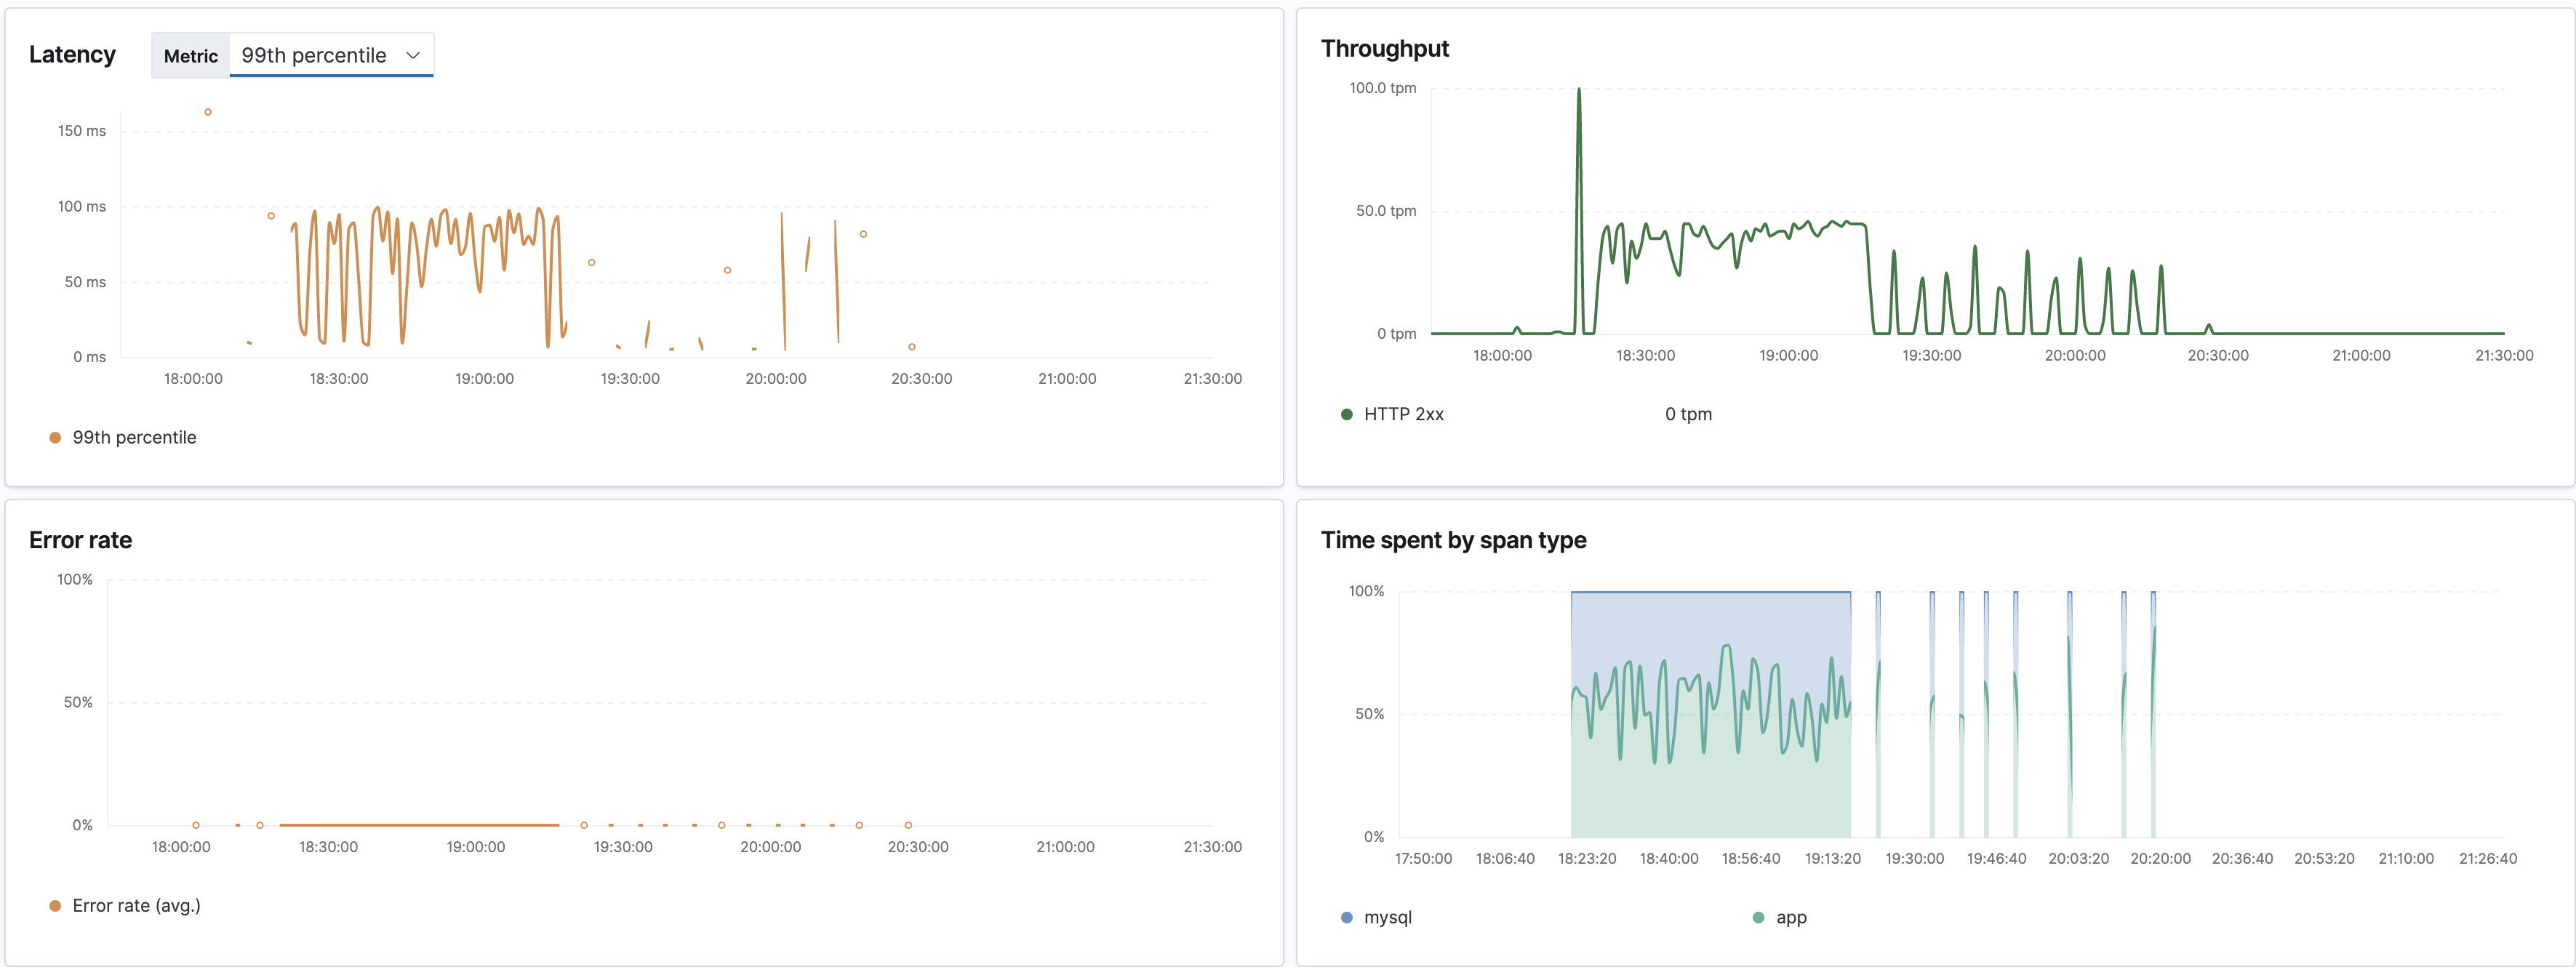 Latency
Metric 99th percentile
150 ms
100 ms
50 ms
0 ms
18:00:00 18:30:00 19:00:00 19:30:00 20:00:00 20:30:00 21:00:00 21:30:00
99th percentile
Throughput
100.0 tpm
50.0 tpm
0 tpm
18:00:00 18:30:00 19:00:00 19:30:00 20:00:00 20:30:00 21:00:00 21:30:00
HTTP 2xx 0 tpm
Error rate
100%
50%
0%
18:00:00 18:30:00 19:00:00 19:30:00 20:00:00 20:30:00 21:00:00 21:30:00
Error rate (avg.)
Time spent by span type
100%
50%
0%
17:50:00 18:06:40 18:23:20 18:40:00 18:56:40 19:13:20 19:30:00 19:46:40 20:03:20 20:20:00 20:36:40 20:53:20 21:10:00 21:26:40
mysql app